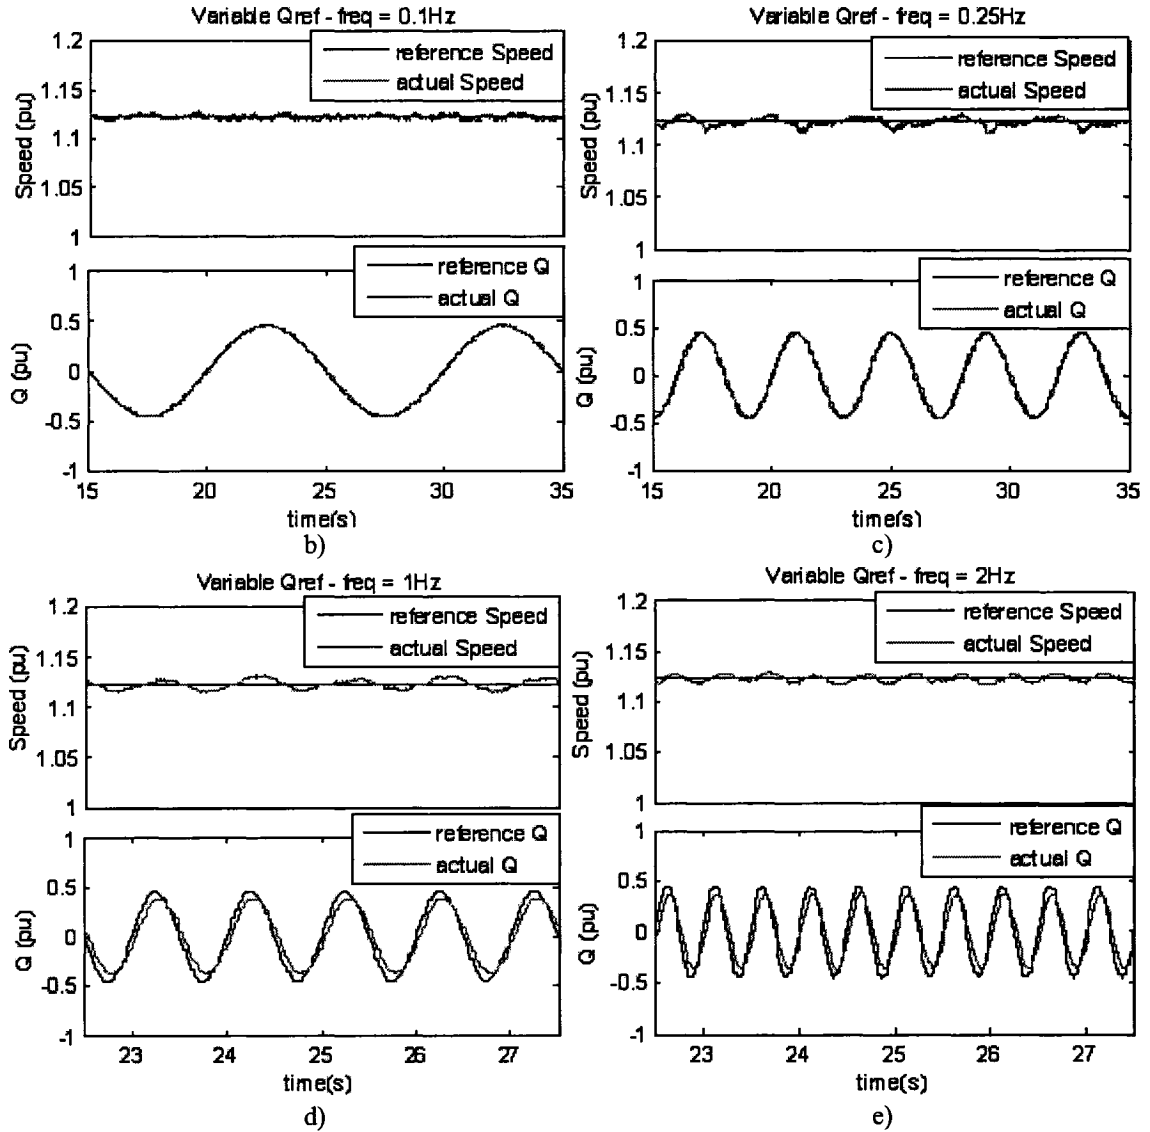 Variable Qref - freq = 0.1Hz
1.2
1.15
1.1
1.05
1
Speed (pu)
reference Speed
actual Speed
1
0.5
0
-0.5
-1
Q (pu)
reference Q
actual Q
15 20 25 30 35
time(s)
b)
Variable Qref - freq = 0.25Hz
1.2
1.15
1.1
1.05
1
Speed (pu)
reference Speed
actual Speed
1
0.5
0
-0.5
-1
Q (pu)
reference Q
actual Q
15 20 25 30 35
time(s)
c)
Variable Qref - freq = 1Hz
1.2
1.15
1.1
1.05
1
Speed (pu)
reference Speed
actual Speed
1
0.5
0
-0.5
-1
Q (pu)
reference Q
actual Q
23 24 25 26 27
time(s)
d)
Variable Qref - freq = 2Hz
1.2
1.15
1.1
1.05
1
Speed (pu)
reference Speed
actual Speed
1
0.5
0
-0.5
-1
Q (pu)
reference Q
actual Q
23 24 25 26 27
time(s)
e)